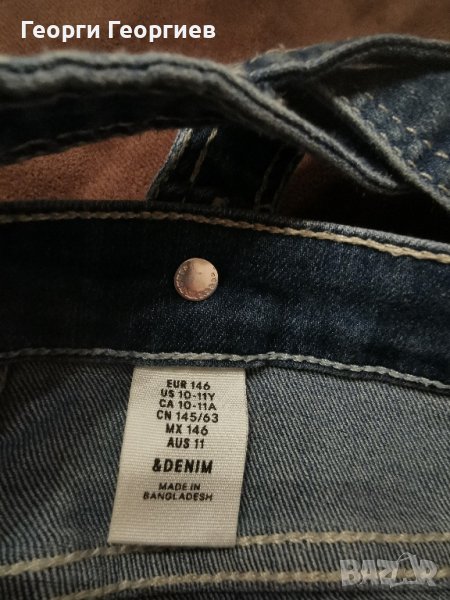 Георги Георгиев
EUR 146
US 10-11Y
CA 10-11A
CN 145/63
MX 146
AUS 11
&DENIM
MADE IN
BANGLADESH
BAZAR